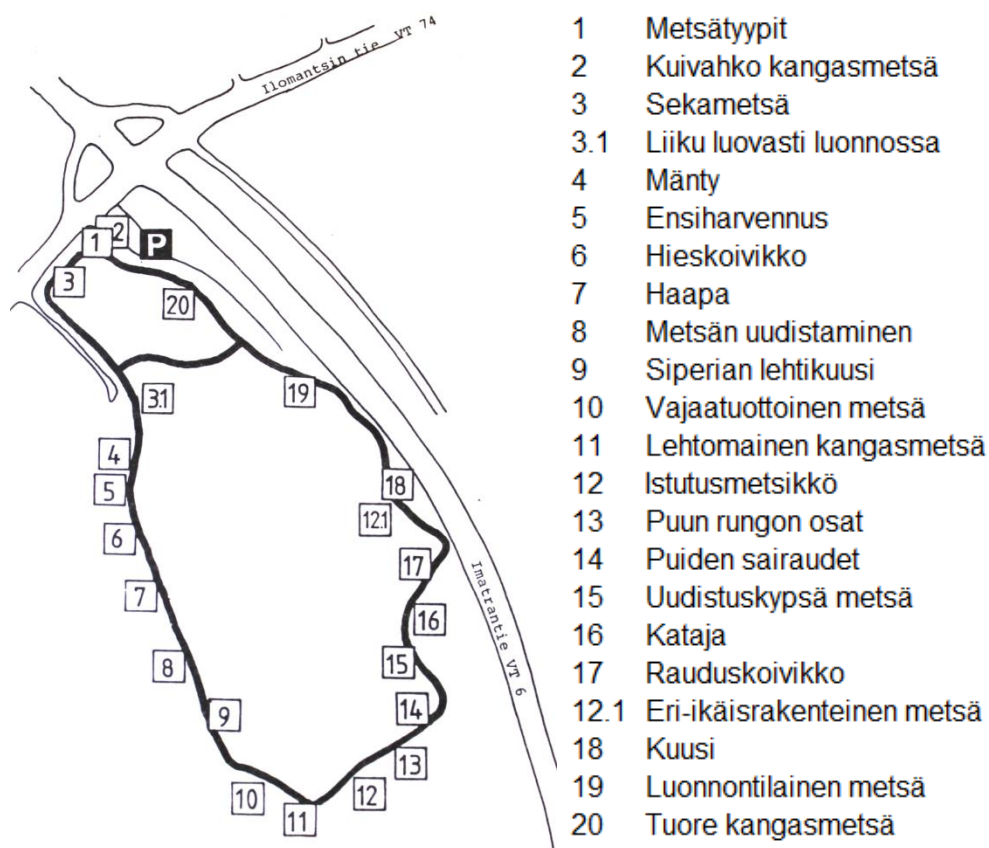 Ilomantsin tie VT 74
1
2
P
3
20
3.1
19
4
18
5
12.1
6
17
Imatrantie VT 6
7
16
8
15
9
14
13
10
12
11
1 Metsätyypit
2 Kuivahko kangasmetsä
3 Sekametsä
3.1 Liiku luovasti luonnossa
4 Mänty
5 Ensiharvennus
6 Hieskoivikko
7 Haapa
8 Metsän uudistaminen
9 Siperian lehtikuusi
10 Vajaatuottoinen metsä
11 Lehtomainen kangasmetsä
12 Istutusmetsikkö
13 Puun rungon osat
14 Puiden sairaudet
15 Uudistuskypsä metsä
16 Kataja
17 Rauduskoivikko
12.1 Eri-ikäisrakenteinen metsä
18 Kuusi
19 Luonnontilainen metsä
20 Tuore kangasmetsä